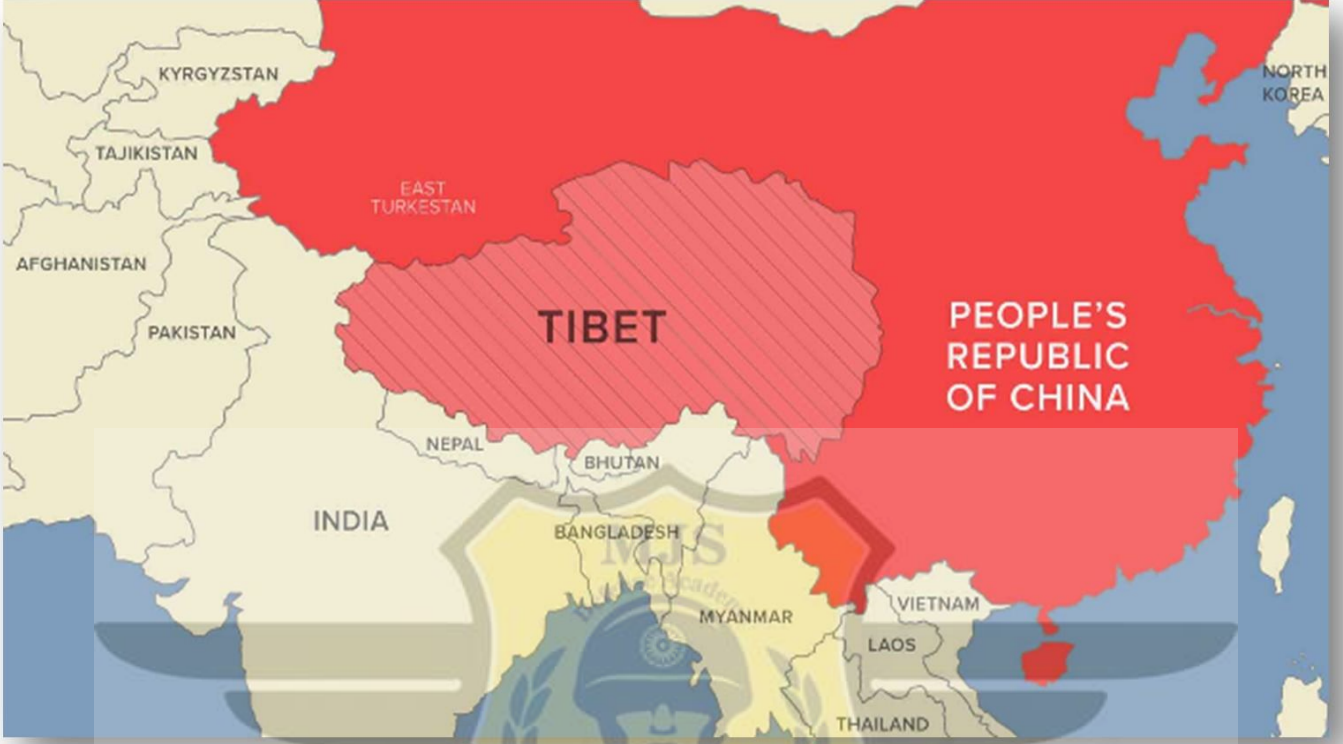 KYRGYZSTAN
NORTH
KOREA
TAJIKISTAN
EAST
TURKESTAN
AFGHANISTAN
PAKISTAN
TIBET
PEOPLE'S
REPUBLIC
OF CHINA
NEPAL
BHUTAN
INDIA
BANGLADESH
MJS
MYANMAR
VIETNAM
LAOS
THAILAND